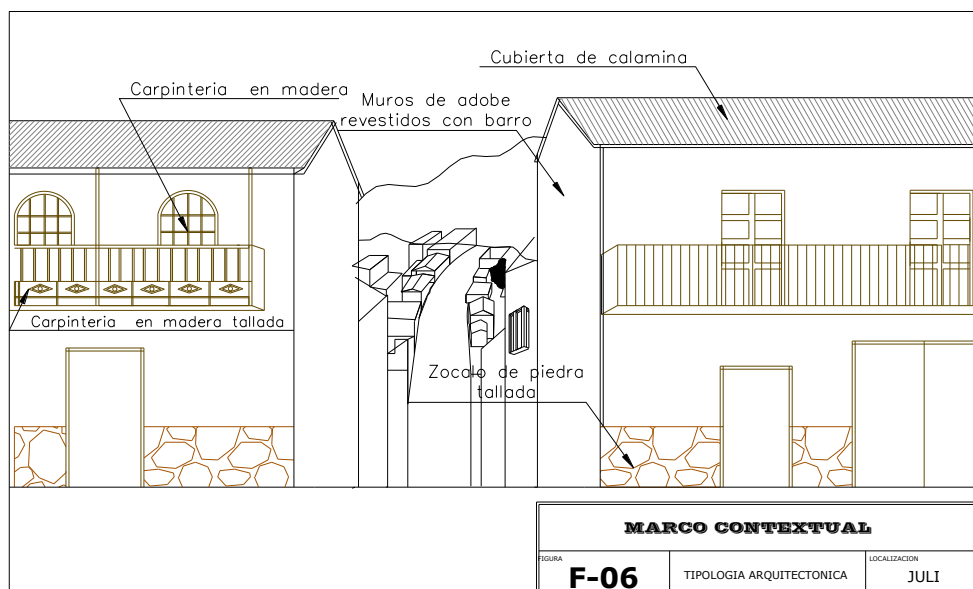 Cubierta de calamina
Carpinteria en madera
Muros de adobe
revestidos con barro
Carpinteria en madera tallada
Zocalo de piedra
tallada
MARCO CONTEXTUAL
FIGURA
F-06
TIPOLOGIA ARQUITECTONICA
LOCALIZACION
JULI